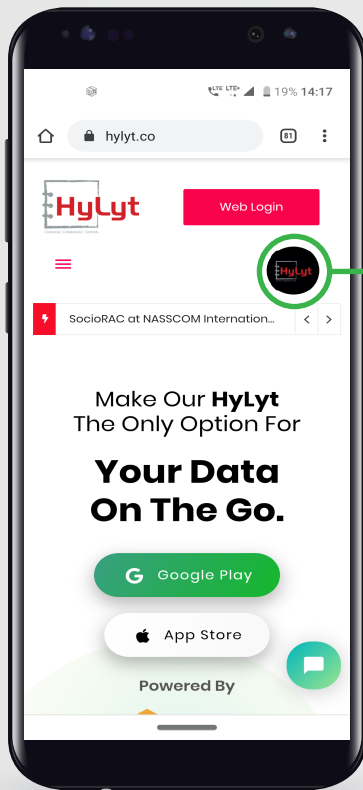 LTE LTE+ 19% 14:17
hylyt.co 81
HyLyt
Web Login
HyLyt
SocioRAC at NASSCOM Internation...
Make Our HyLyt
The Only Option For
Your Data
On The Go.
G Google Play
App Store
Powered By